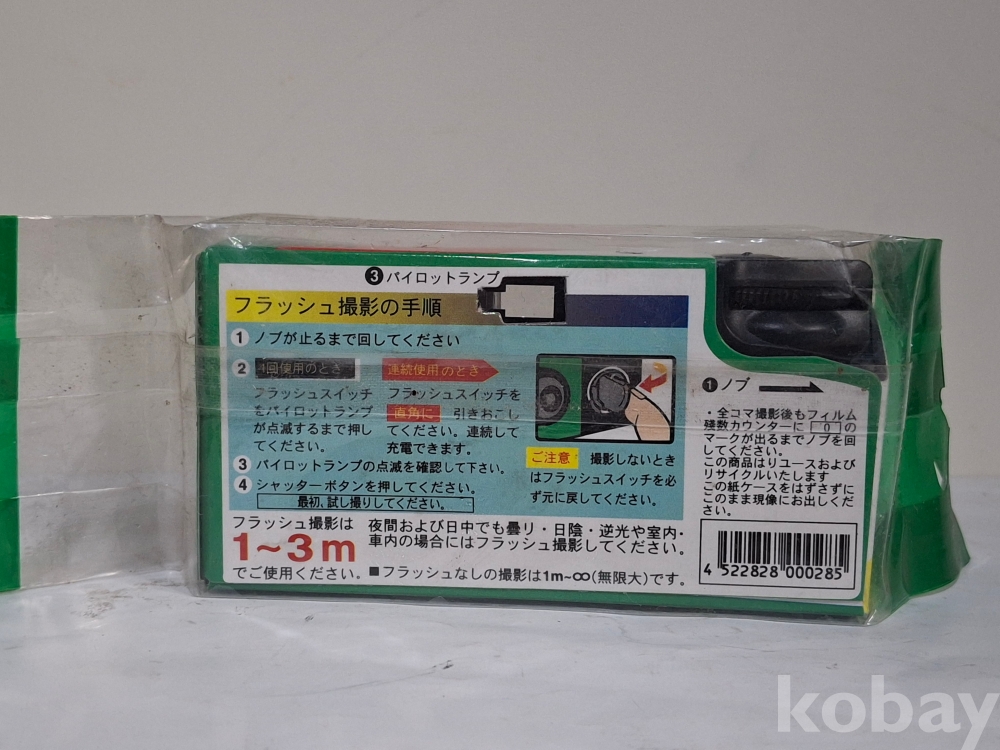 ❸パイロットランプ
フラッシュ撮影の手順
① ノブが止るまで回してください
② 1回使用のとき
フラッシュスイッチ
をパイロットランプ
が点滅するまで押し
てください。
連続使用のとき
フラッシュスイッチを
直角に 引きおこし
てください。連続して
充電できます。
③ パイロットランプの点滅を確認して下さい。
④ シャッターボタンを押してください。
最初、試し撮りしてください。
ご注意 撮影しないとき
はフラッシュスイッチを必
ず元に戻してください。
❶ノブ
・全コマ撮影後もフィルム
残数カウンターに 0 の
マークが出るまでノブを回
してください。
この商品はリユースおよび
リサイクルいたします
この紙ケースをはずさずに
このまま現像にお出しくだ
さい。
フラッシュ撮影は
1~3m
でご使用ください。
夜間および日中でも曇り・日陰・逆光や室内・
車内の場合にはフラッシュ撮影してください。
■フラッシュなしの撮影は1m~∞(無限大)です。
4 522828 000285
kobay